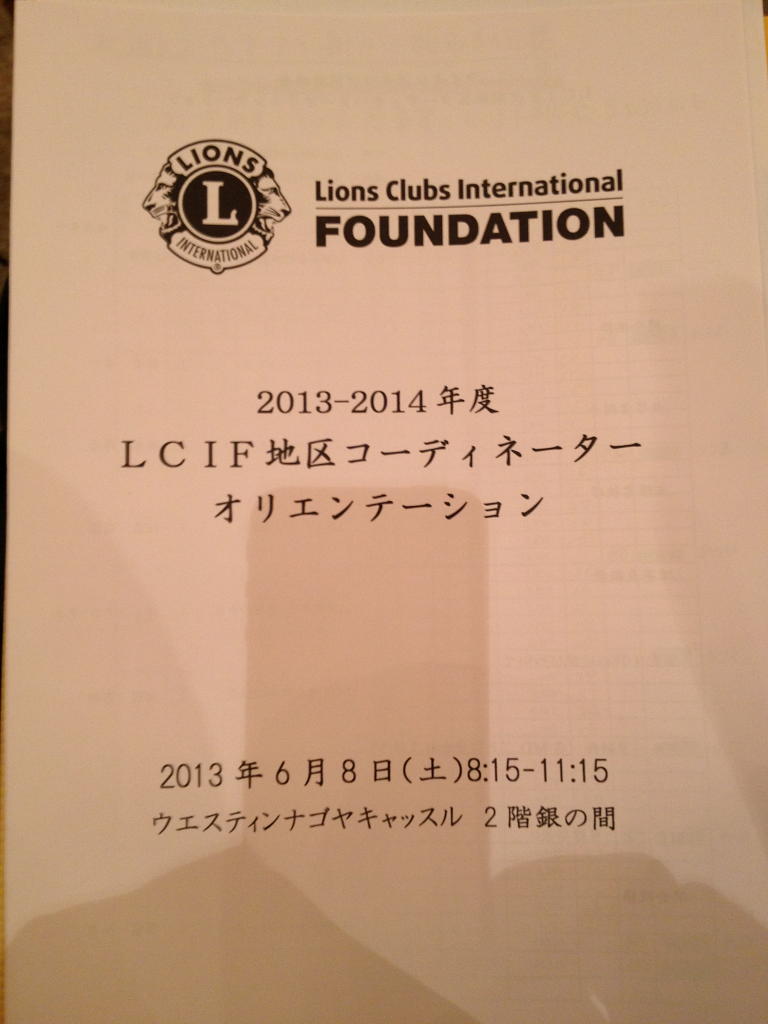 LIONS
L
INTERNATIONAL
®
Lions Clubs International
FOUNDATION
2013-2014年度
ＬＣＩＦ地区コーディネーター
オリエンテーション
2013年6月8日(土)8:15-11:15
ウエスティンナゴヤキャッスル 2階銀の間